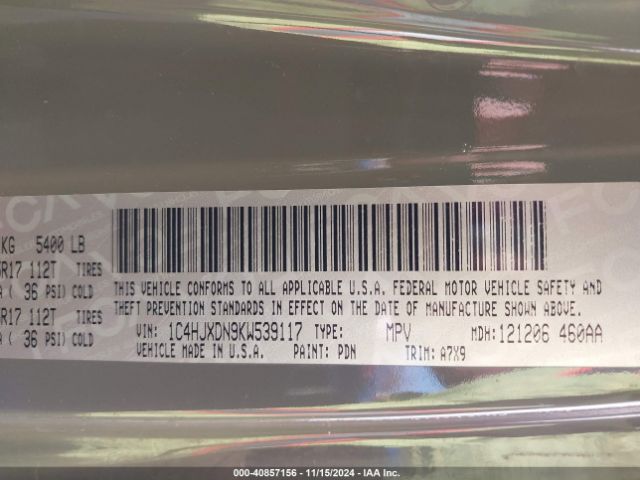 KG 5400 LB
R17 112T TIRES
( 36 PSI) COLD
R17 112T TIRES
( 36 PSI) COLD
THIS VEHICLE CONFORMS TO ALL APPLICABLE U.S.A. FEDERAL MOTOR VEHICLE SAFETY AND
THEFT PREVENTION STANDARDS IN EFFECT ON THE DATE OF MANUFACTURE SHOWN ABOVE.
VIN: 1C4HJXDN9KW539117 TYPE: MPV MDH: 121206 460AA
VEHICLE MADE IN U.S.A. PAINT: PDN TRIM: A7X9
000-40857156 - 11/15/2024 - IAA Inc.